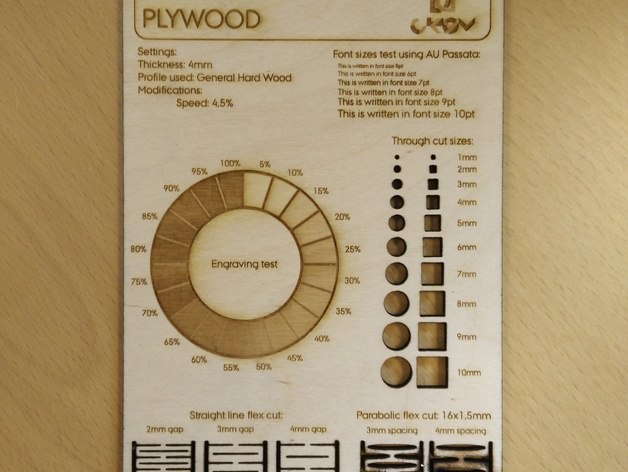 PLYWOOD
Settings:
Thickness: 4mm
Profile used: General Hard Wood
Modifications:
Speed: 4,5%
Font sizes test using AU Passata:
This is written in font size 5pt
This is written in font size 6pt
This is written in font size 7pt
This is written in font size 8pt
This is written in font size 9pt
This is written in font size 10pt
Through cut sizes:
1mm
2mm
3mm
4mm
5mm
6mm
7mm
8mm
9mm
10mm
100%
5%
10%
15%
20%
25%
30%
35%
40%
45%
50%
55%
60%
65%
70%
75%
80%
85%
90%
95%
Engraving test
Straight line flex cut:
2mm gap
3mm gap
4mm gap
Parabolic flex cut: 16x1,5mm
3mm spacing
4mm spacing